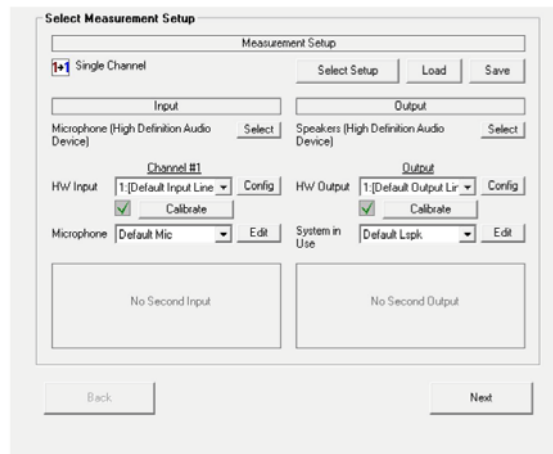 Select Measurement Setup
Measurement Setup
1+1 Single Channel
Select Setup Load Save
Input
Output
Microphone (High Definition Audio Device) Select
Speakers (High Definition Audio Device) Select
Channel #1
Output
HW Input 1:[Default Input Line Config
HW Output 1:[Default Output Lir Config
Calibrate
Calibrate
Microphone Default Mic Edit
System in Use Default Lspk Edit
No Second Input
No Second Output
Back
Next